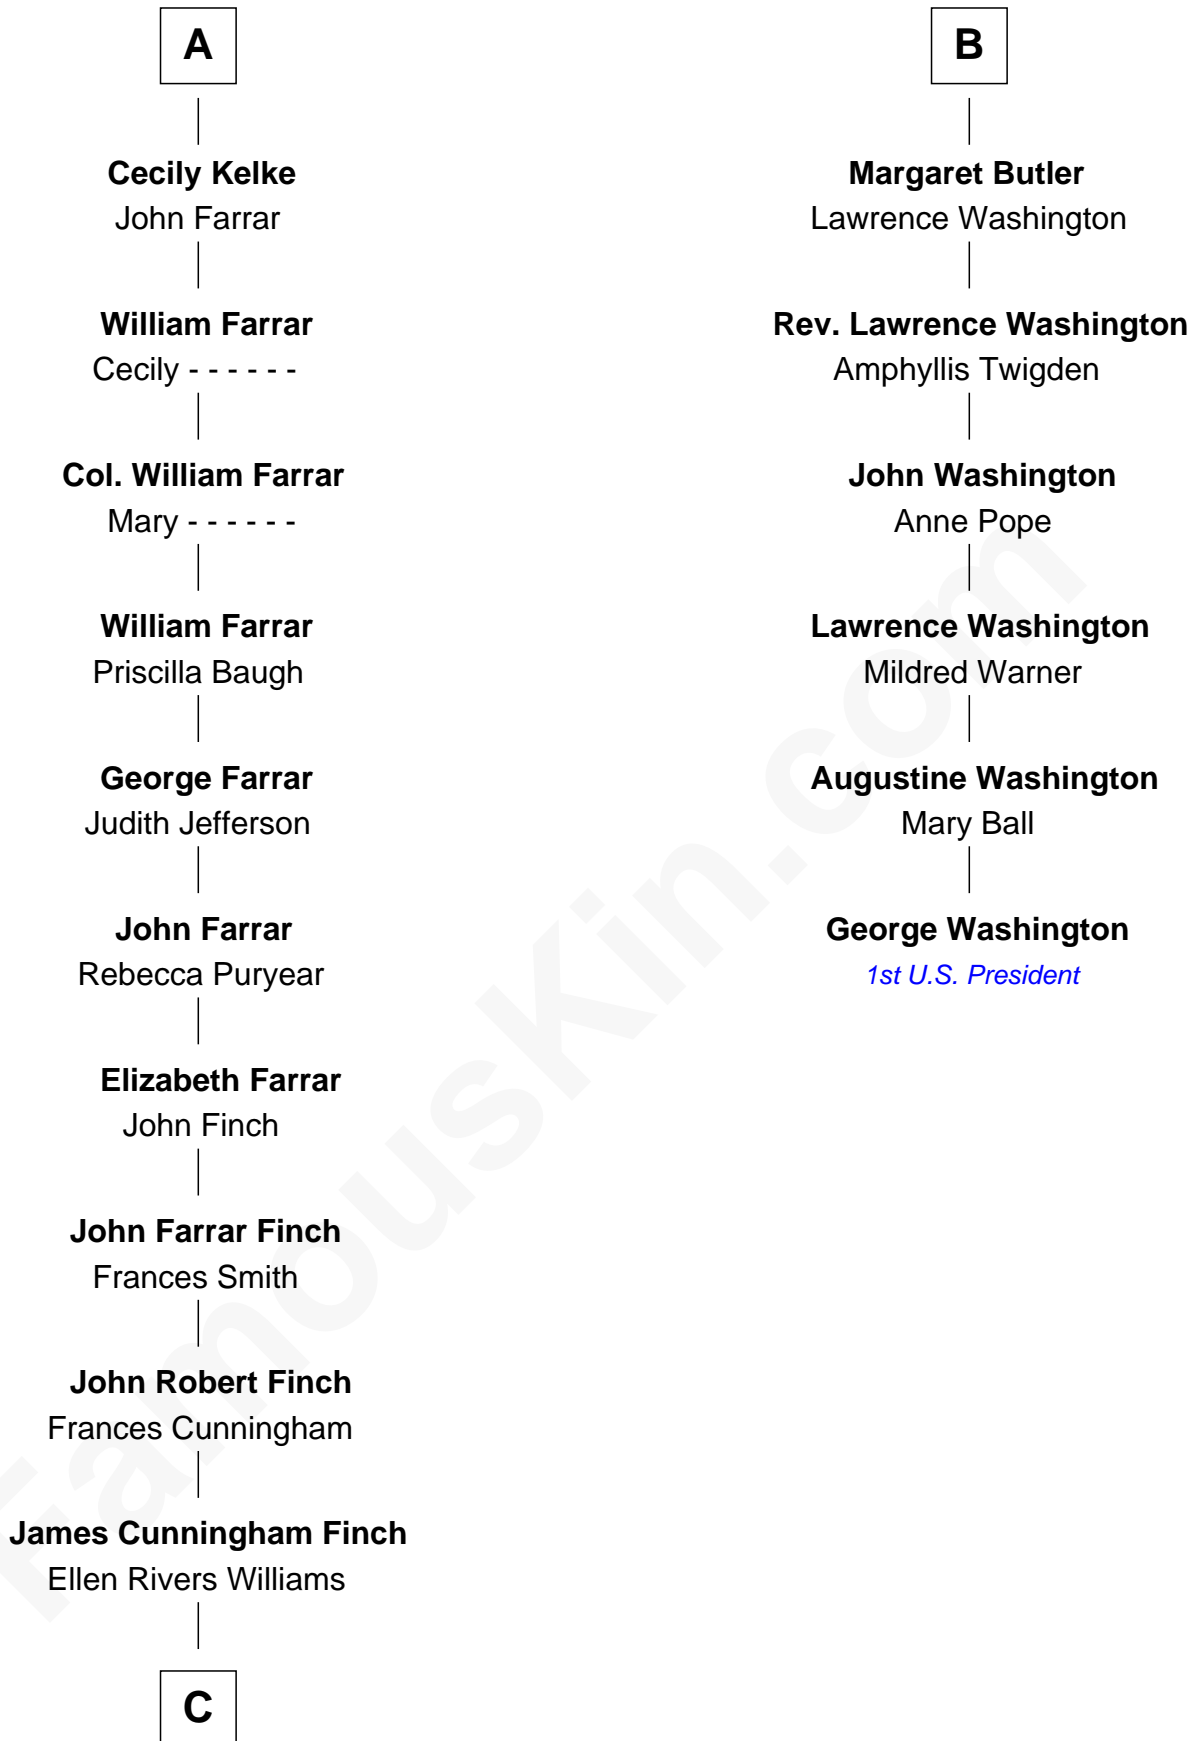 A
Cecily Kelke
John Farrar
William Farrar
Cecily - - - - - -
Col. William Farrar
Mary - - - - - -
William Farrar
Priscilla Baugh
George Farrar
Judith Jefferson
John Farrar
Rebecca Puryear
Elizabeth Farrar
John Finch
John Farrar Finch
Frances Smith
John Robert Finch
Frances Cunningham
James Cunningham Finch
Ellen Rivers Williams
C
B
Margaret Butler
Lawrence Washington
Rev. Lawrence Washington
Amphyllis Twigden
John Washington
Anne Pope
Lawrence Washington
Mildred Warner
Augustine Washington
Mary Ball
George Washington
1st U.S. President
FamousKin.com